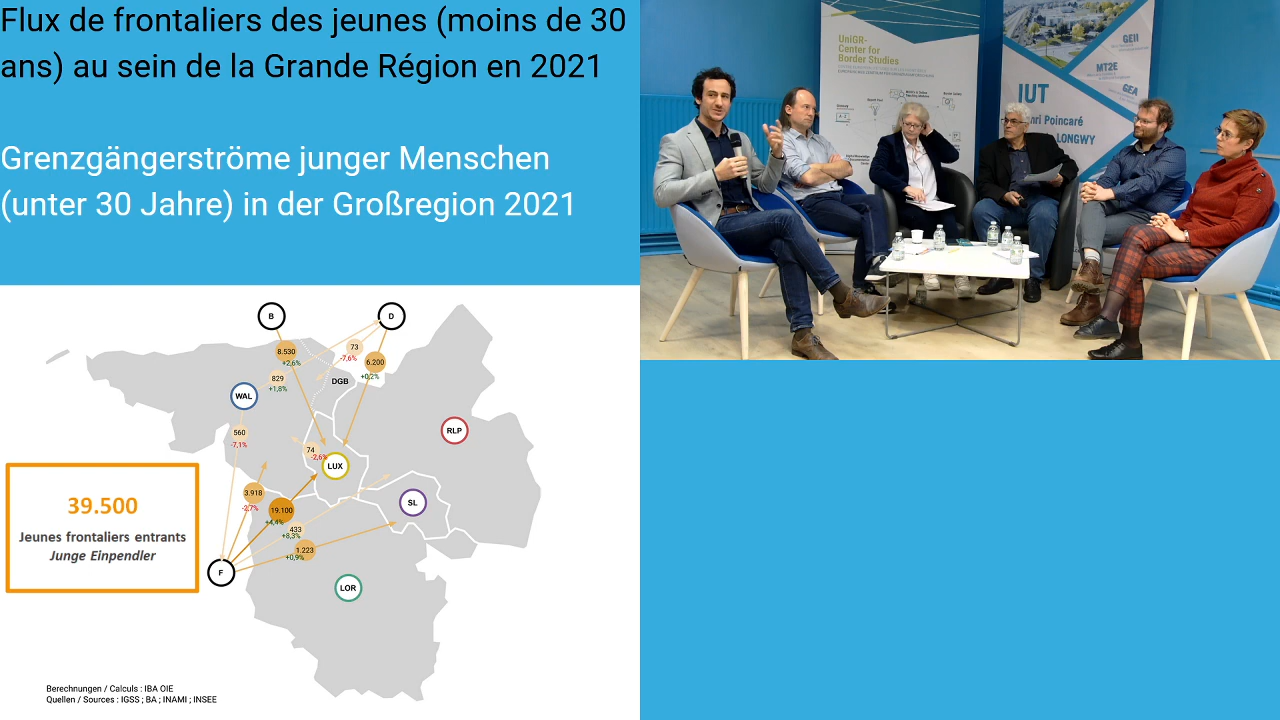 Flux de frontaliers des jeunes (moins de 30
ans) au sein de la Grande Région en 2021
Grenzgängerströme junger Menschen
(unter 30 Jahre) in der Großregion 2021
B
D
8.530
+2,6%
73
-7,6%
6.200
+0,2%
829
+1,8%
DGB
WAL
560
-7,1%
RLP
74
-2,6%
LUX
3.918
-2,7%
19.100
+4,4%
SL
433
+8,3%
1.223
+0,9%
F
LOR
39.500
Jeunes frontaliers entrants
Junge Einpendler
Berechnungen / Calculs : IBA OIE
Quellen / Sources : IGSS ; BA ; INAMI ; INSEE
UniGR-
Center for
Border Studies
GEII
MT2E
GEA
IUT
Poincaré
LONGWY